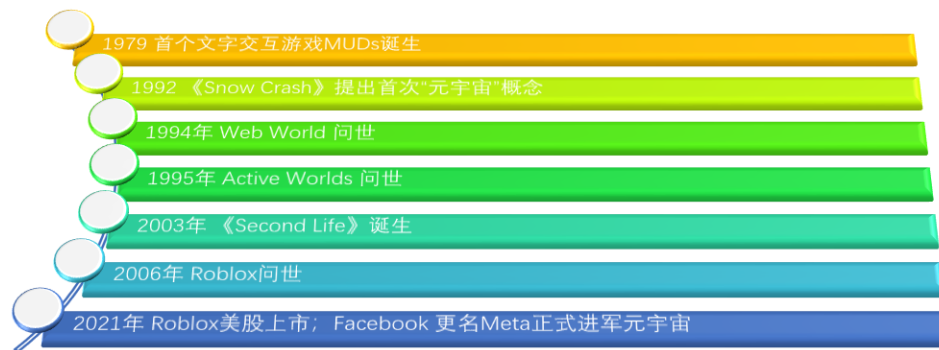 1979 首个文字交互游戏MUDs诞生
1992 《Snow Crash》提出首次“元宇宙”概念
1994年 Web World 问世
1995年 Active Worlds 问世
2003年 《Second Life》诞生
2006年 Roblox问世
2021年 Roblox美股上市；Facebook 更名Meta正式进军元宇宙